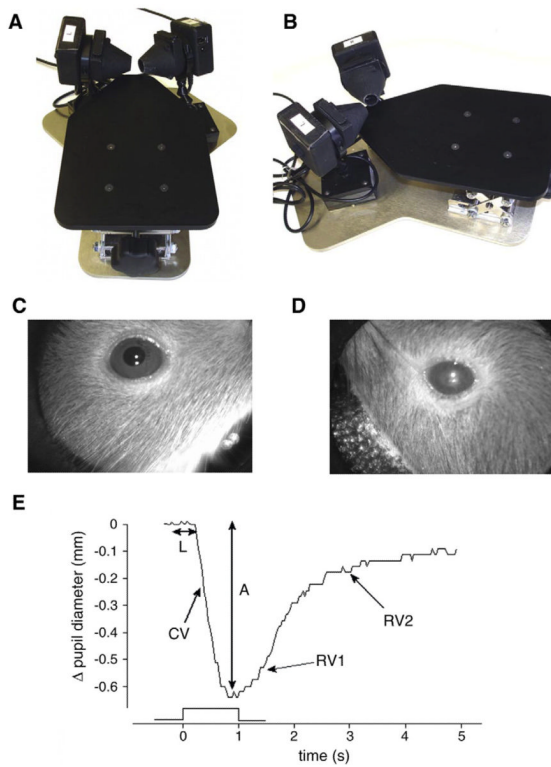 A
B
C
D
E
0
-0.1
-0.2
-0.3
-0.4
-0.5
-0.6
Δ pupil diameter (mm)
L
A
CV
RV1
RV2
0 1 2 3 4 5
time (s)